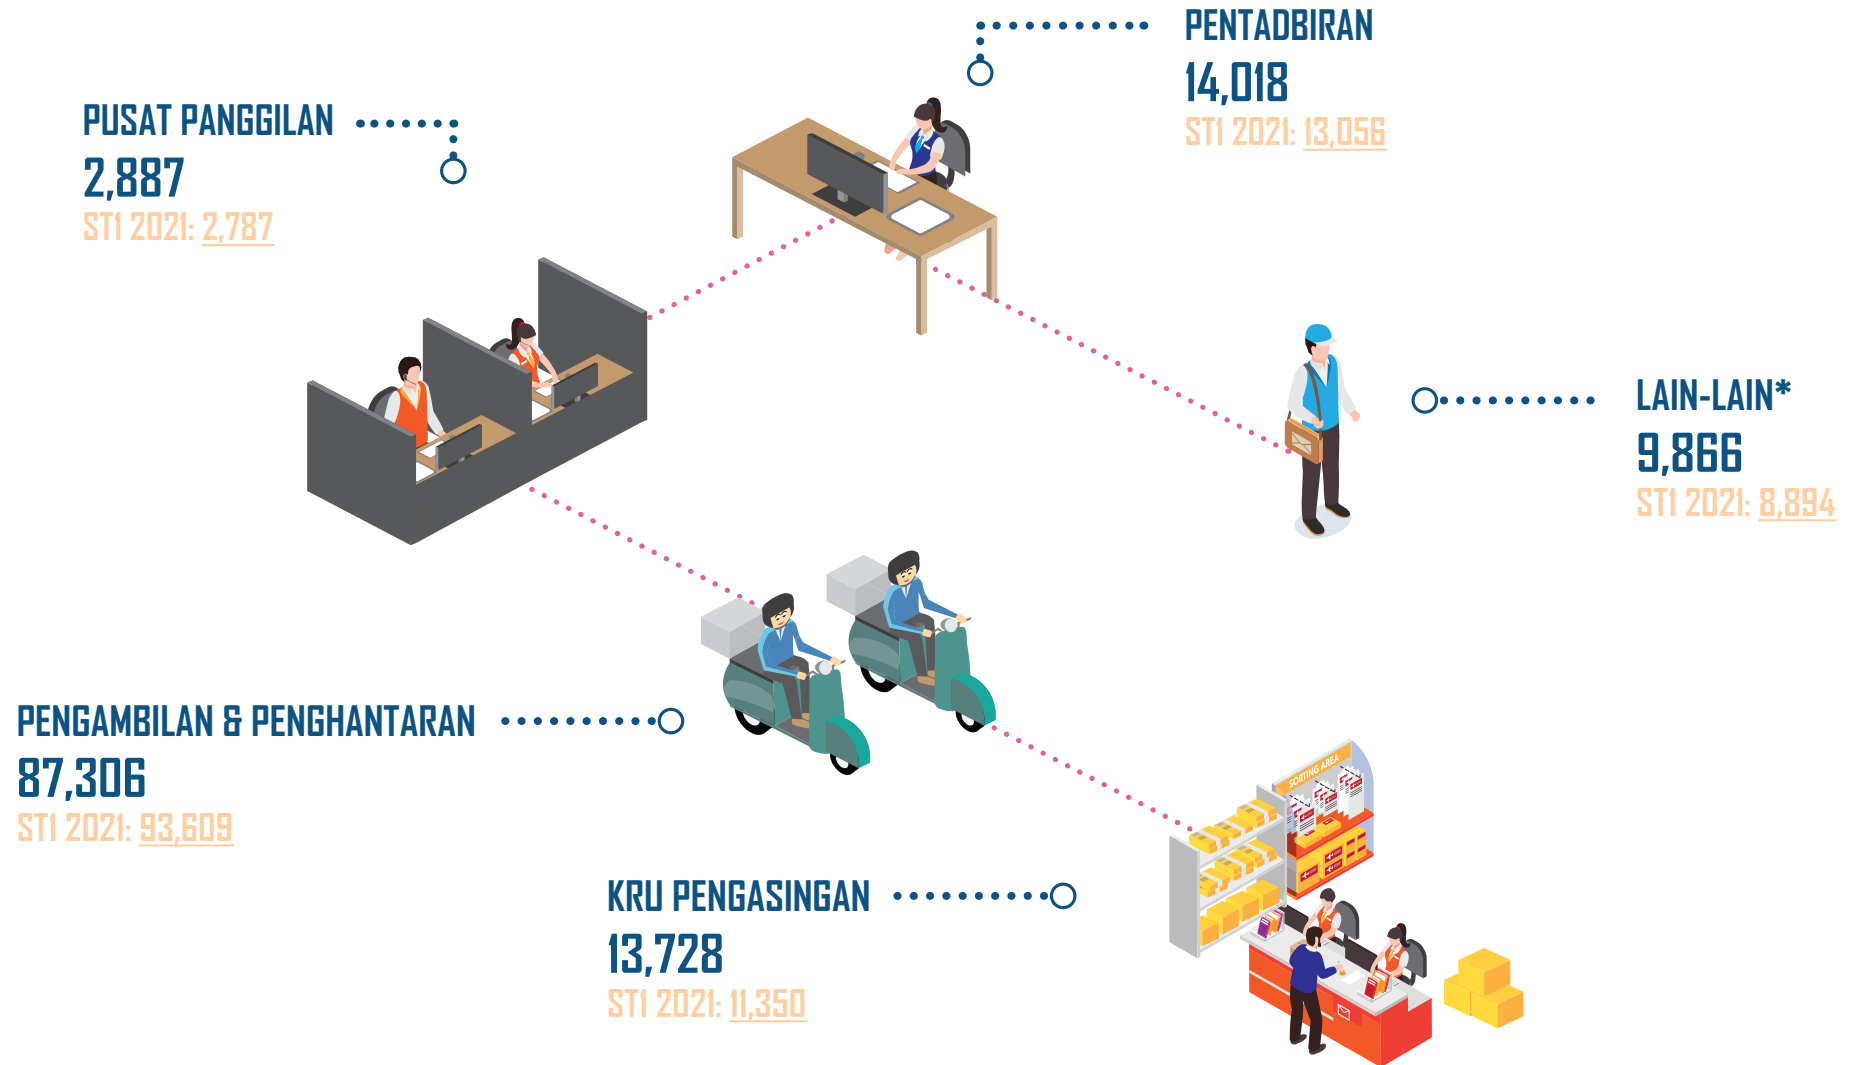 PENTADBIRAN
14,018
ST1 2021: 13,056
PUSAT PANGGILAN
2,887
ST1 2021: 2,787
LAIN-LAIN*
9,866
ST1 2021: 8,894
PENGAMBILAN & PENGHANTARAN
87,306
ST1 2021: 93,609
SORTING AREA
KRU PENGASINGAN
13,728
ST1 2021: 11,350